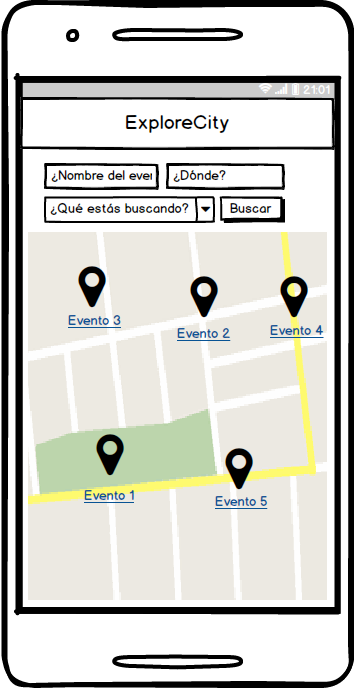 21:01
ExploreCity
¿Nombre del ever
¿Dónde?
¿Qué estás buscando?
Buscar
Evento 3
Evento 2
Evento 4
Evento 1
Evento 5